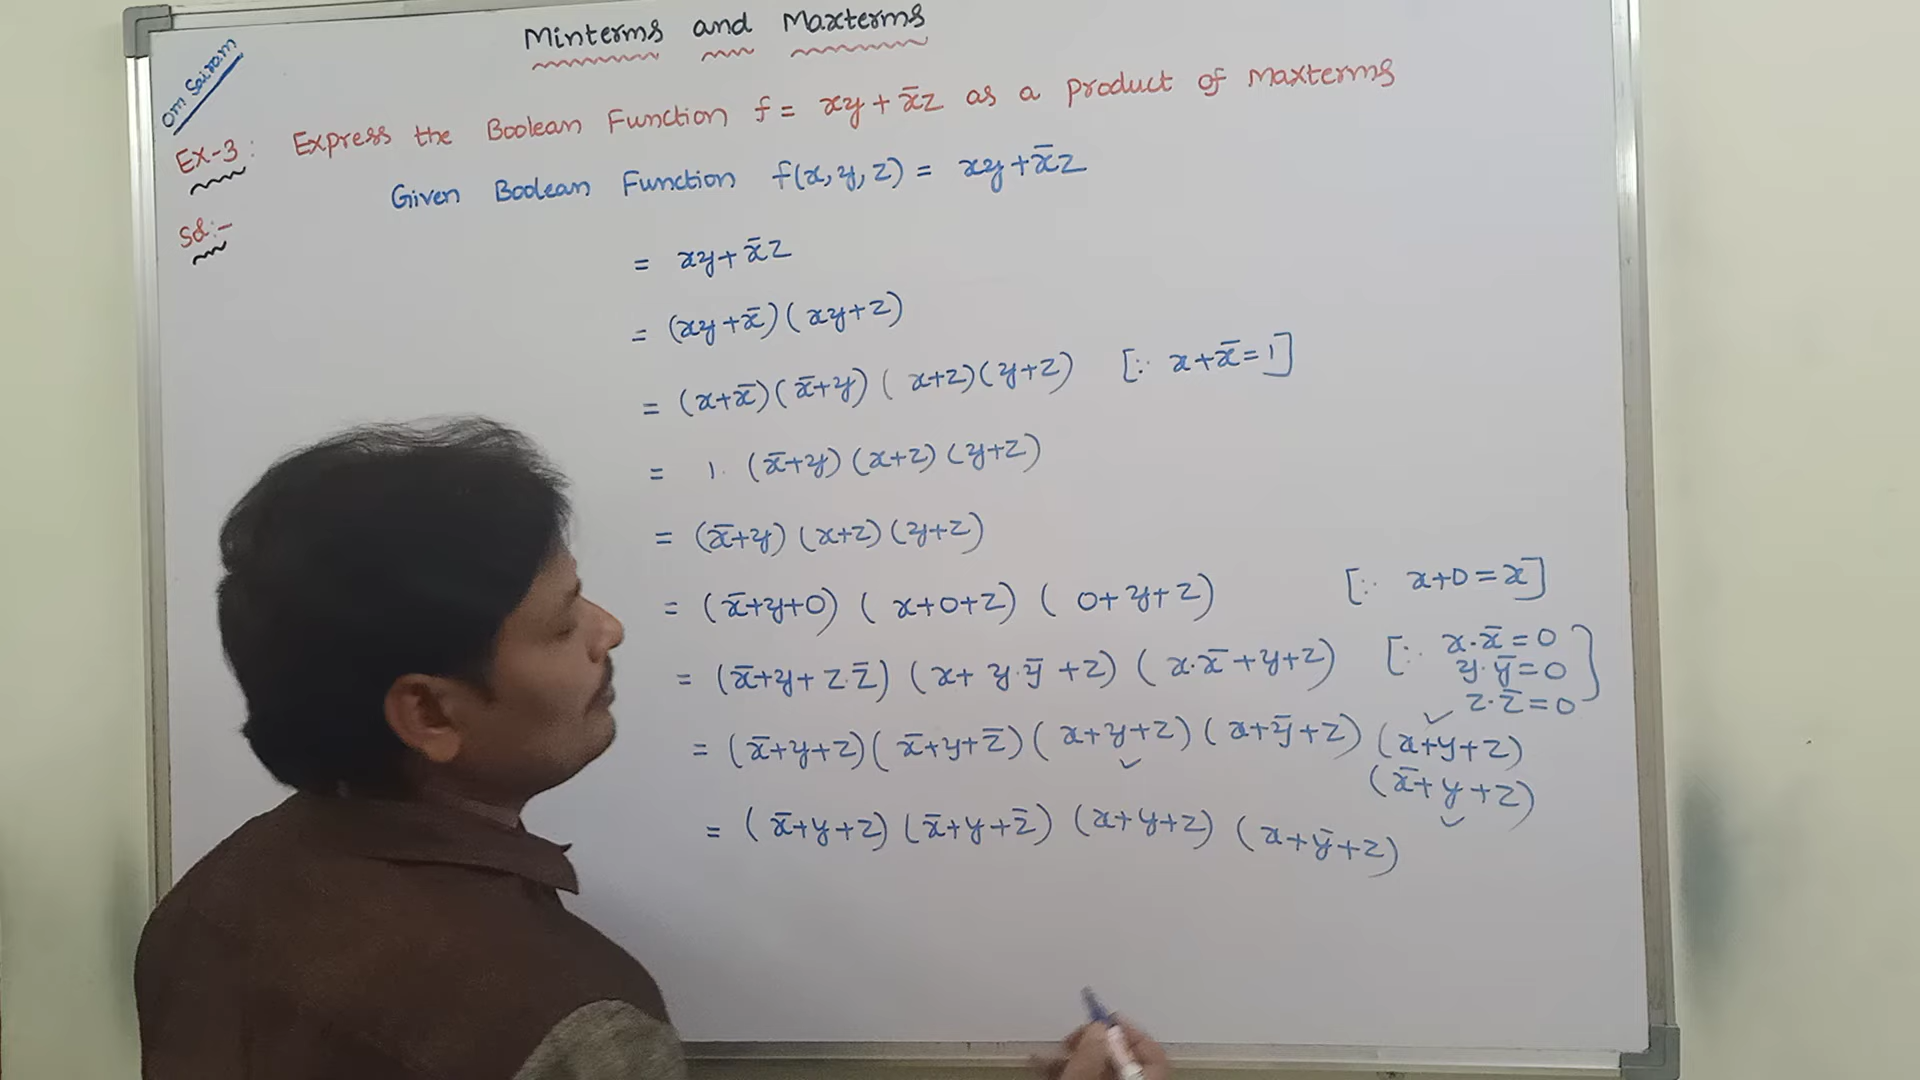 Minterms and Maxterms
om Sairam
Ex-3: Express the Boolean Function f = xy + x̄z as a product of maxterms
Sol:- Given Boolean Function f(x, y, z) = xy + x̄z
= xy + x̄z
= (xy + x̄)(xy + z)
= (x+x̄)(x̄+y)(x+z)(y+z) [∵ x+x̄=1]
= 1. (x̄+y)(x+z)(y+z)
= (x̄+y)(x+z)(y+z)
= (x̄+y+0)(x+0+z)(0+y+z) [∵ x+0=x]
= (x̄+y+z.z̄)(x+y.ȳ+z)(x.x̄+y+z) [∵ x.x̄=0
y.ȳ=0
z.z̄=0]
= (x̄+y+z)(x̄+y+z̄)(x+y+z)(x+ȳ+z)(x+y+z)
(x̄+y+z)
= (x̄+y+z)(x̄+y+z̄)(x+y+z)(x+ȳ+z)